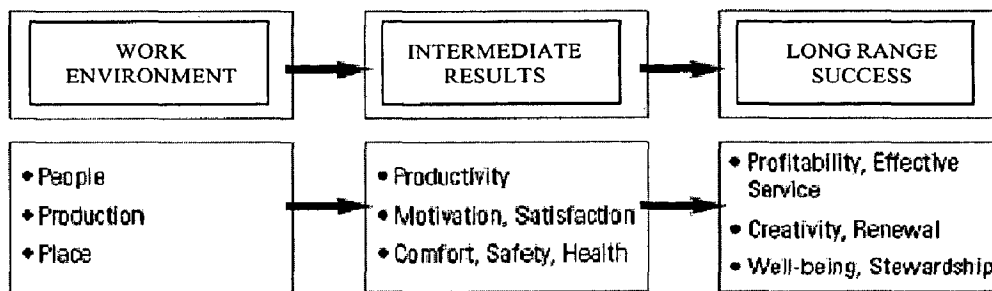 WORK
ENVIRONMENT
INTERMEDIATE
RESULTS
LONG RANGE
SUCCESS
• People
• Production
• Place
• Productivity
• Motivation, Satisfaction
• Comfort, Safety, Health
• Profitability, Effective
Service
• Creativity, Renewal
• Well-being, Stewardship